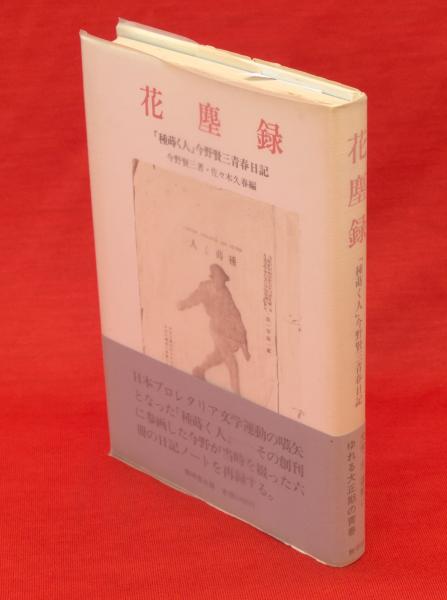 花塵録
「種蒔く人」今野賢三青春日記
今野賢三著・佐々木久春編
種蒔く人
日本プロレタリア文学運動の嚆矢
となった「種蒔く人」――その創刊
に参画した今野が当時を綴った六
冊の日記ノートを再録する。
花塵録
「種蒔く人」今野賢三青春日記
ゆれる大正期の青春